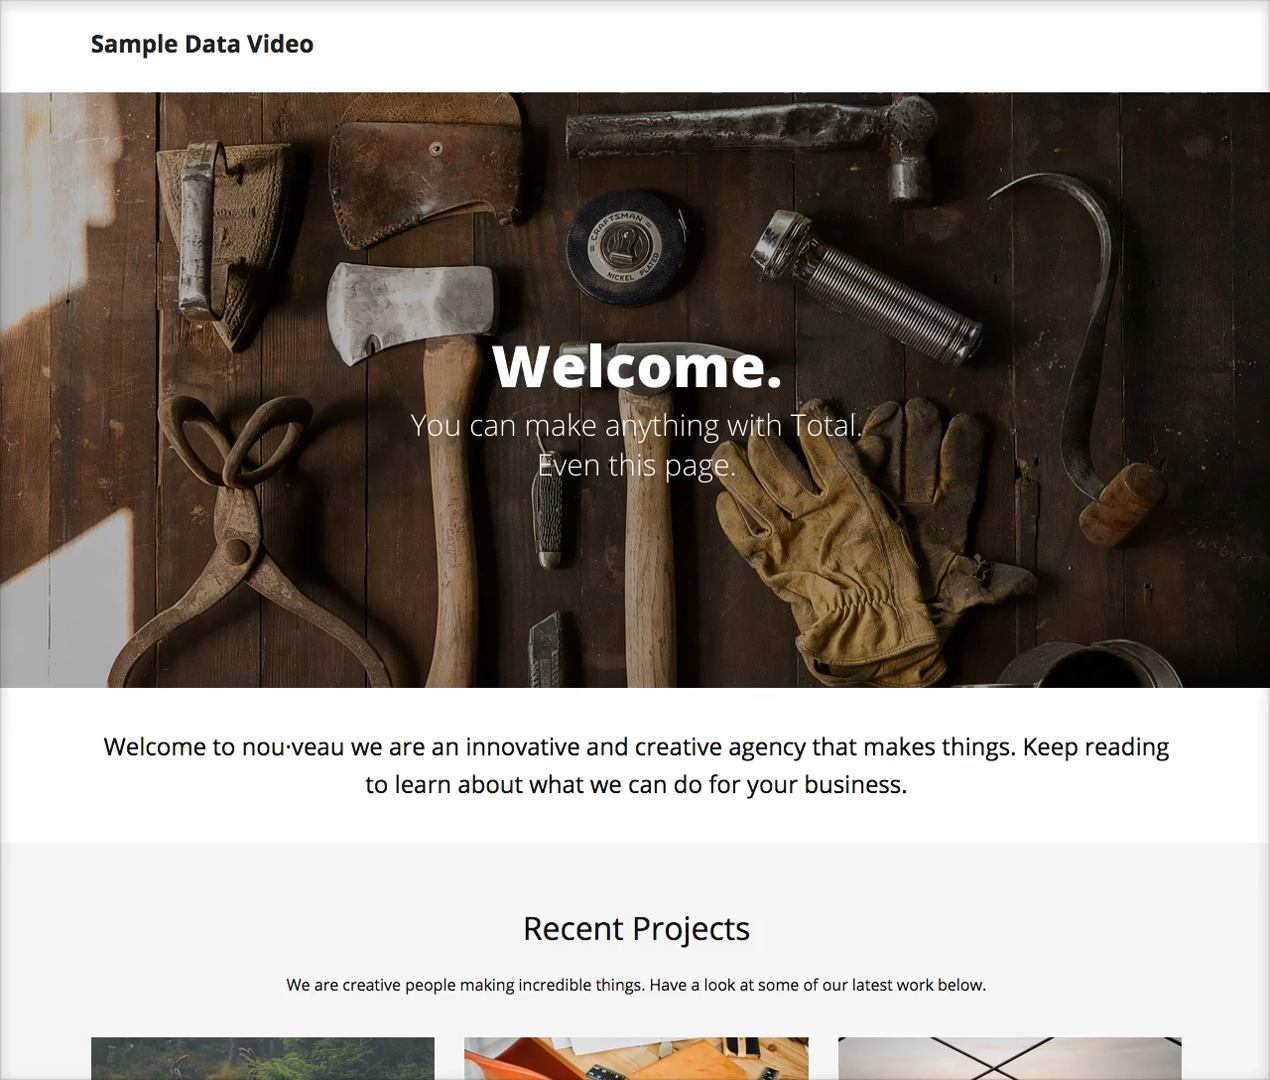 Sample Data Video
CRAFTSMAN
NICKEL PLATED
Welcome.
You can make anything with Total.
Even this page.
Welcome to nou·veau we are an innovative and creative agency that makes things. Keep reading
to learn about what we can do for your business.
Recent Projects
We are creative people making incredible things. Have a look at some of our latest work below.